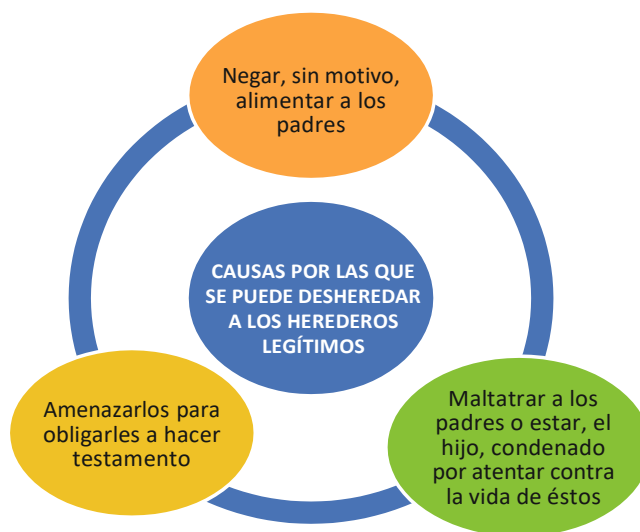 Negar, sin motivo,
alimentar a los
padres
CAUSAS POR LAS QUE
SE PUEDE DESHEREDAR
A LOS HEREDEROS
LEGÍTIMOS
Amenazarlos para
obligarles a hacer
testamento
Maltatrar a los
padres o estar, el
hijo, condenado
por atentar contra
la vida de éstos